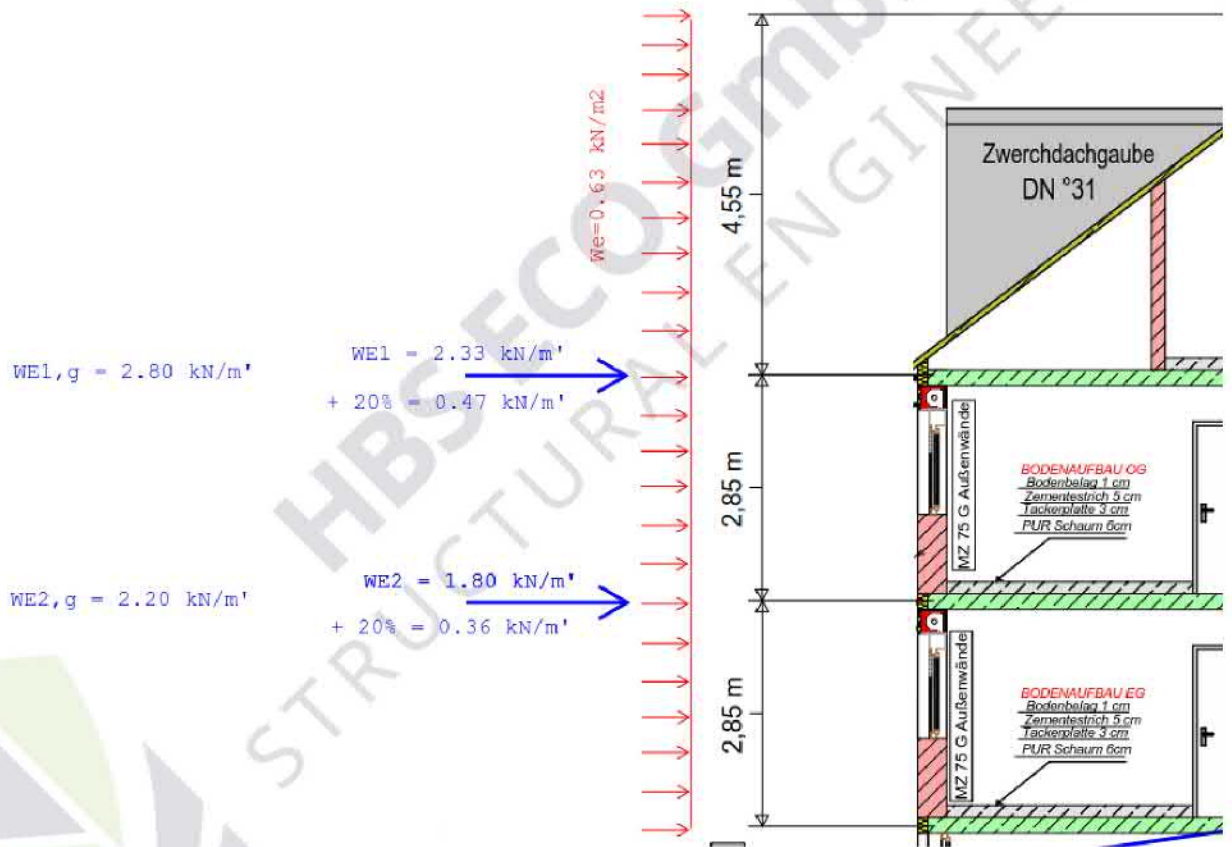 HBS ECO GmbH
STRUCTURAL ENGINEE
We=0.63 kN/m2
4,55 m
Zwerchdachgaube
DN °31
WE1,g = 2.80 kN/m'
WE1 = 2.33 kN/m'
+ 20% = 0.47 kN/m'
2,85 m
MZ 75 G Außenwände
BODENAUFBAU OG
Bodenbelag 1 cm
Zementestrich 5 cm
Tackerplatte 3 cm
PUR Schaum 6cm
WE2,g = 2.20 kN/m'
WE2 = 1.80 kN/m'
+ 20% = 0.36 kN/m'
2,85 m
MZ 75 G Außenwände
BODENAUFBAU EG
Bodenbelag 1 cm
Zementestrich 5 cm
Tackerplatte 3 cm
PUR Schaum 6cm